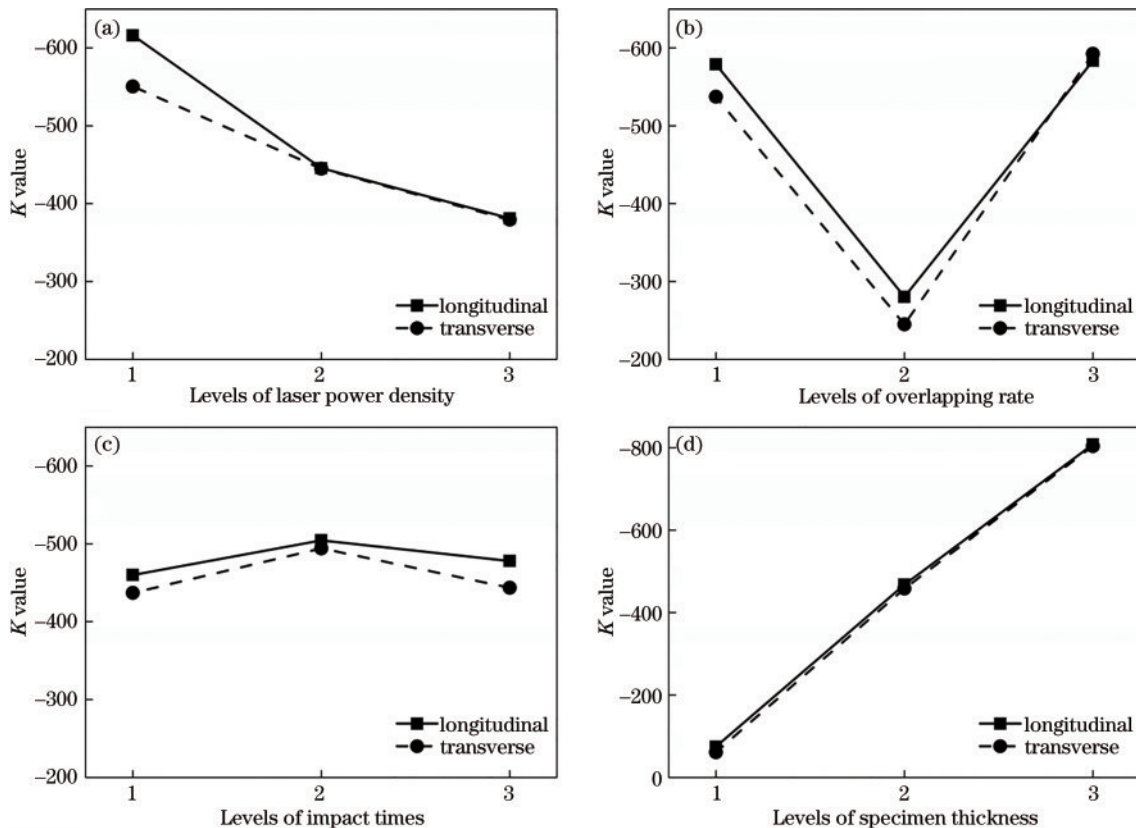 (a)
−600
−500
−400
−300
−200
K value
longitudinal
transverse
1 2 3
Levels of laser power density
(b)
−600
−500
−400
−300
−200
K value
longitudinal
transverse
1 2 3
Levels of overlapping rate
(c)
−600
−500
−400
−300
−200
K value
longitudinal
transverse
1 2 3
Levels of impact times
(d)
−800
−600
−400
−200
0
K value
longitudinal
transverse
1 2 3
Levels of specimen thickness